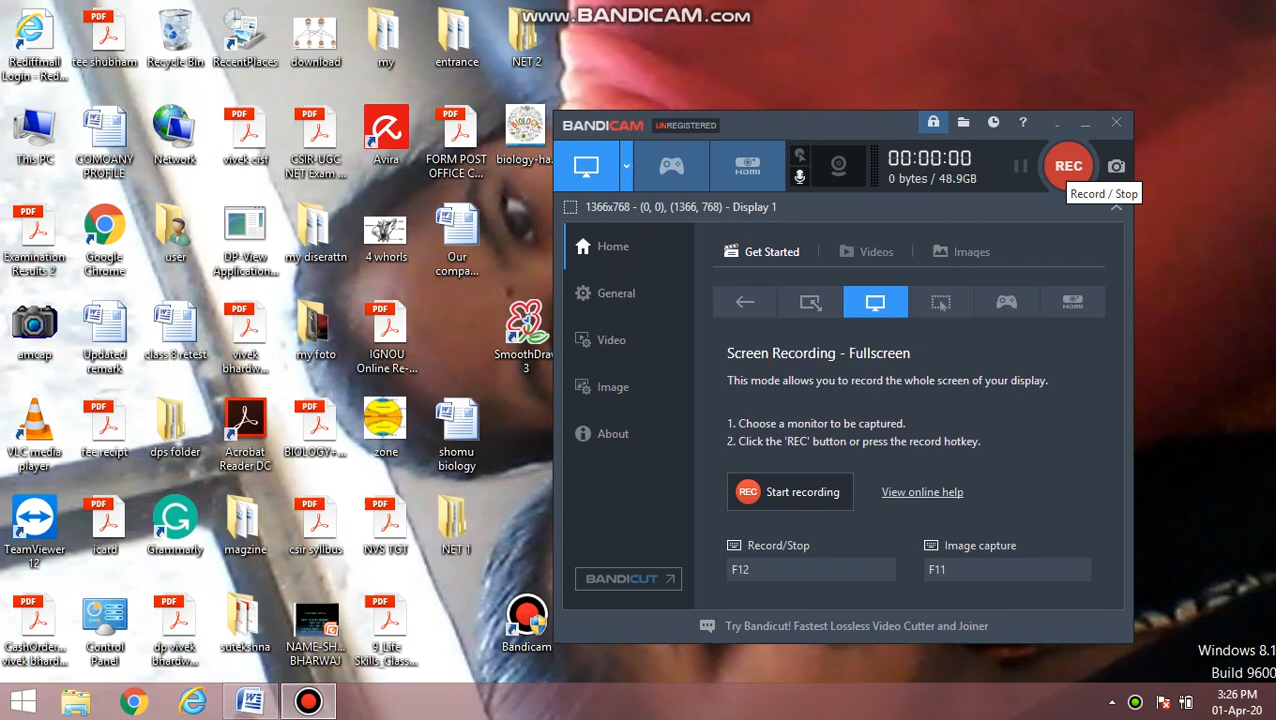 www.BANDICAM.com
Rediffmail
Login - Red...
tee shubham
Recycle Bin
RecentPlaces
download
my
entrance
NET 2
This PC
COMOANY
PROFILE
Network
vivek cisf
CSIR-UGC
NET Exam ...
Avira
FORM POST
OFFICE C...
biology-ha...
Examination
Results 2
Google
Chrome
user
DP-View
Application...
my diserattn
4 whorls
Our
compa...
amcap
Updated
remark
class 8 retest
vivek
bhardw...
my foto
IGNOU
Online Re-...
SmoothDraw
3
VLC media
player
fee recipt
dps folder
Acrobat
Reader DC
BIOLOGY+...
zone
shomu
biology
TeamViewer
12
icard
Grammarly
magzine
csir syllbus
NVS TGT
NET 1
CashOrder...
vivek bhard...
Control
Panel
dp vivek
bhardw...
sutekshna
NAME-SH...
BHARWAJ
9_Life
Skills_Class...
Bandicam
BANDICAM UNREGISTERED
HDMI
00:00:00
0 bytes / 48.9GB
REC
Record / Stop
1366x768 - (0, 0), (1366, 768) - Display 1
Home
General
Video
Image
About
BANDICUT
Get Started
Videos
Images
HDMI
Screen Recording - Fullscreen
This mode allows you to record the whole screen of your display.
1. Choose a monitor to be captured.
2. Click the 'REC' button or press the record hotkey.
REC Start recording
View online help
Record/Stop
Image capture
F12
F11
Try Bandicut! Fastest Lossless Video Cutter and Joiner
Windows 8.1
Build 9600
3:26 PM
01-Apr-20